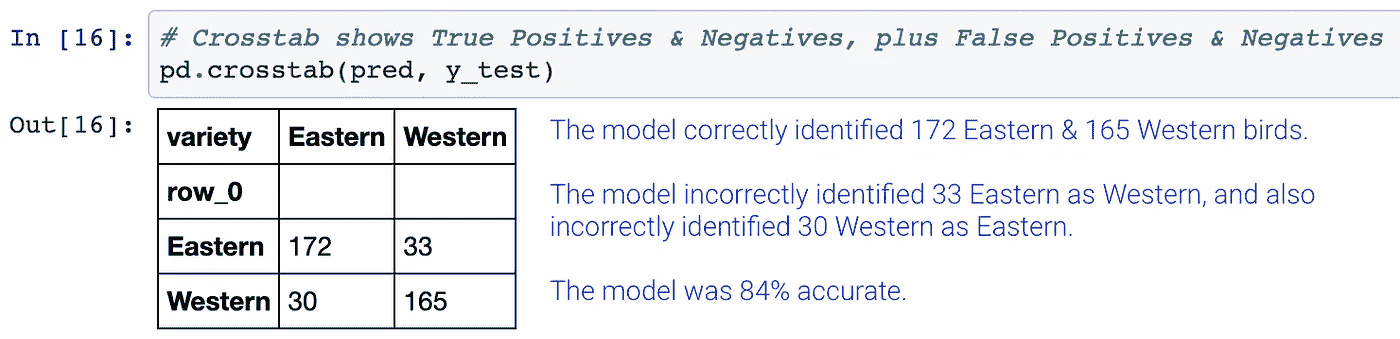 In [16]: # Crosstab shows True Positives & Negatives, plus False Positives & Negatives
pd.crosstab(pred, y_test)
Out[16]:
variety Eastern Western
row_0
Eastern 172 33
Western 30 165
The model correctly identified 172 Eastern & 165 Western birds.
The model incorrectly identified 33 Eastern as Western, and also
incorrectly identified 30 Western as Eastern.
The model was 84% accurate.